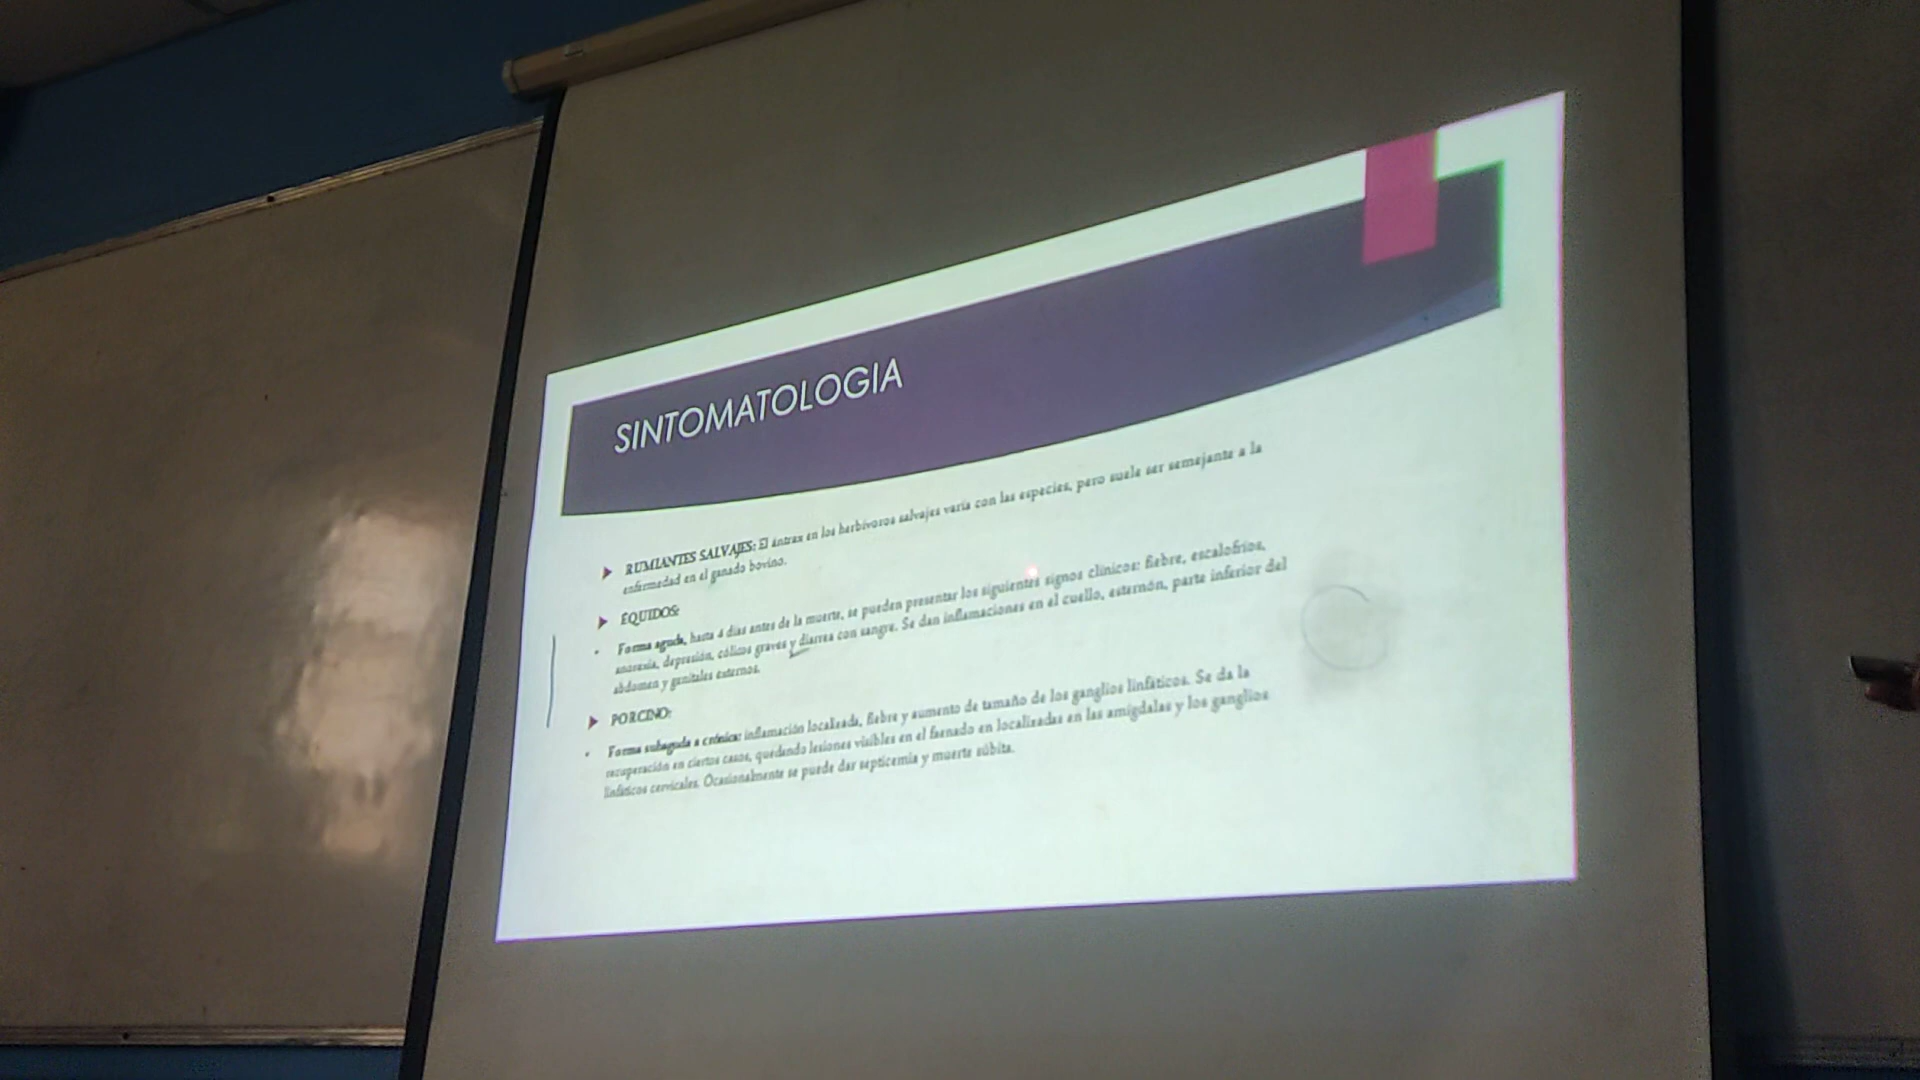 SINTOMATOLOGIA
RUMIANTES SALVAJES: El ántrax en los herbívoros salvajes varía con las especies, pero suele ser semejante a la
enfermedad en el ganado bovino.
ÉQUIDOS:
Forma aguda, hasta 4 días antes de la muerte, se pueden presentar los siguientes signos clínicos: fiebre, escalofríos,
anorexia, depresión, cólicos graves y diarrea con sangre. Se dan inflamaciones en el cuello, esternón, parte inferior del
abdomen y genitales externos.
PORCINO:
Forma subaguda a crónica: inflamación localizada, fiebre y aumento de tamaño de los ganglios linfáticos. Se da la
recuperación en ciertos casos, quedando lesiones visibles en el faenado en localizadas en las amígdalas y los ganglios
linfáticos cervicales. Ocasionalmente se puede dar septicemia y muerte súbita.